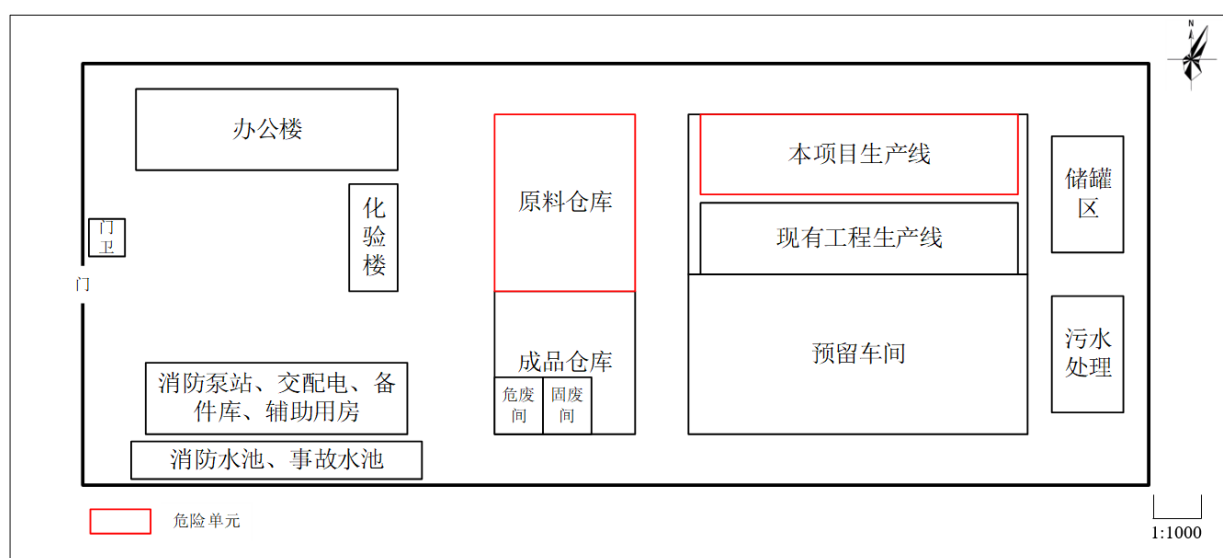 N
办公楼
本项目生产线
储罐
区
原料仓库
化
验
楼
门
卫
现有工程生产线
门
预留车间
污水
处理
成品仓库
消防泵站、交配电、备
件库、辅助用房
危废
间
固废
间
消防水池、事故水池
危险单元
1:1000